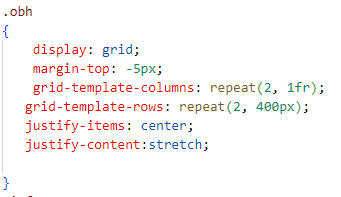 .obh
{
    display: grid;
    margin-top: -5px;
    grid-template-columns: repeat(2, 1fr);
   grid-template-rows: repeat(2, 400px);
   justify-items: center;
   justify-content:stretch;
}